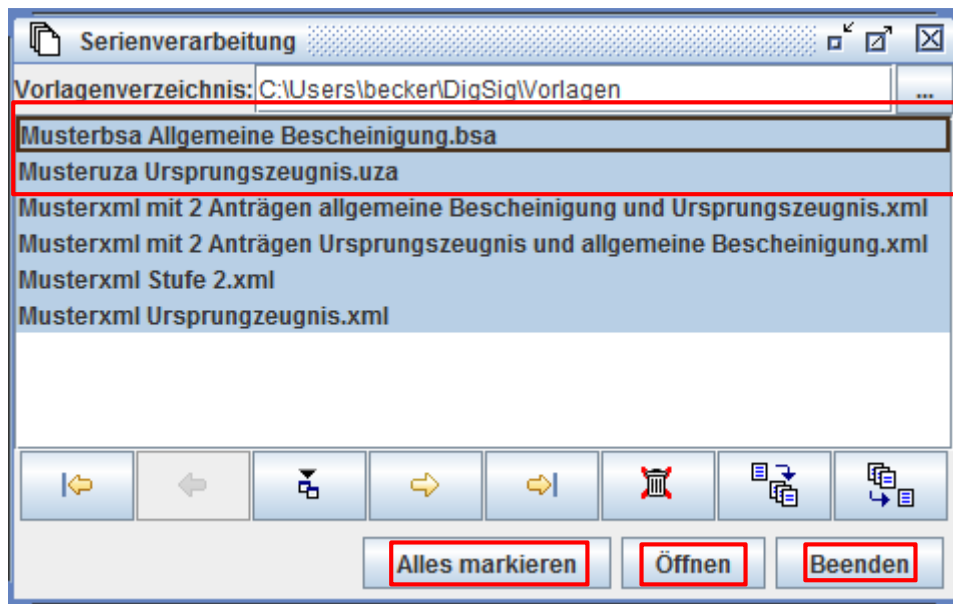 Serienverarbeitung
Vorlagenverzeichnis: C:\Users\becker\DigSig\Vorlagen ...
Musterbsa Allgemeine Bescheinigung.bsa
Musteruza Ursprungszeugnis.uza
Musterxml mit 2 Anträgen allgemeine Bescheinigung und Ursprungszeugnis.xml
Musterxml mit 2 Anträgen Ursprungszeugnis und allgemeine Bescheinigung.xml
Musterxml Stufe 2.xml
Musterxml Ursprungzeugnis.xml
Alles markieren Öffnen Beenden